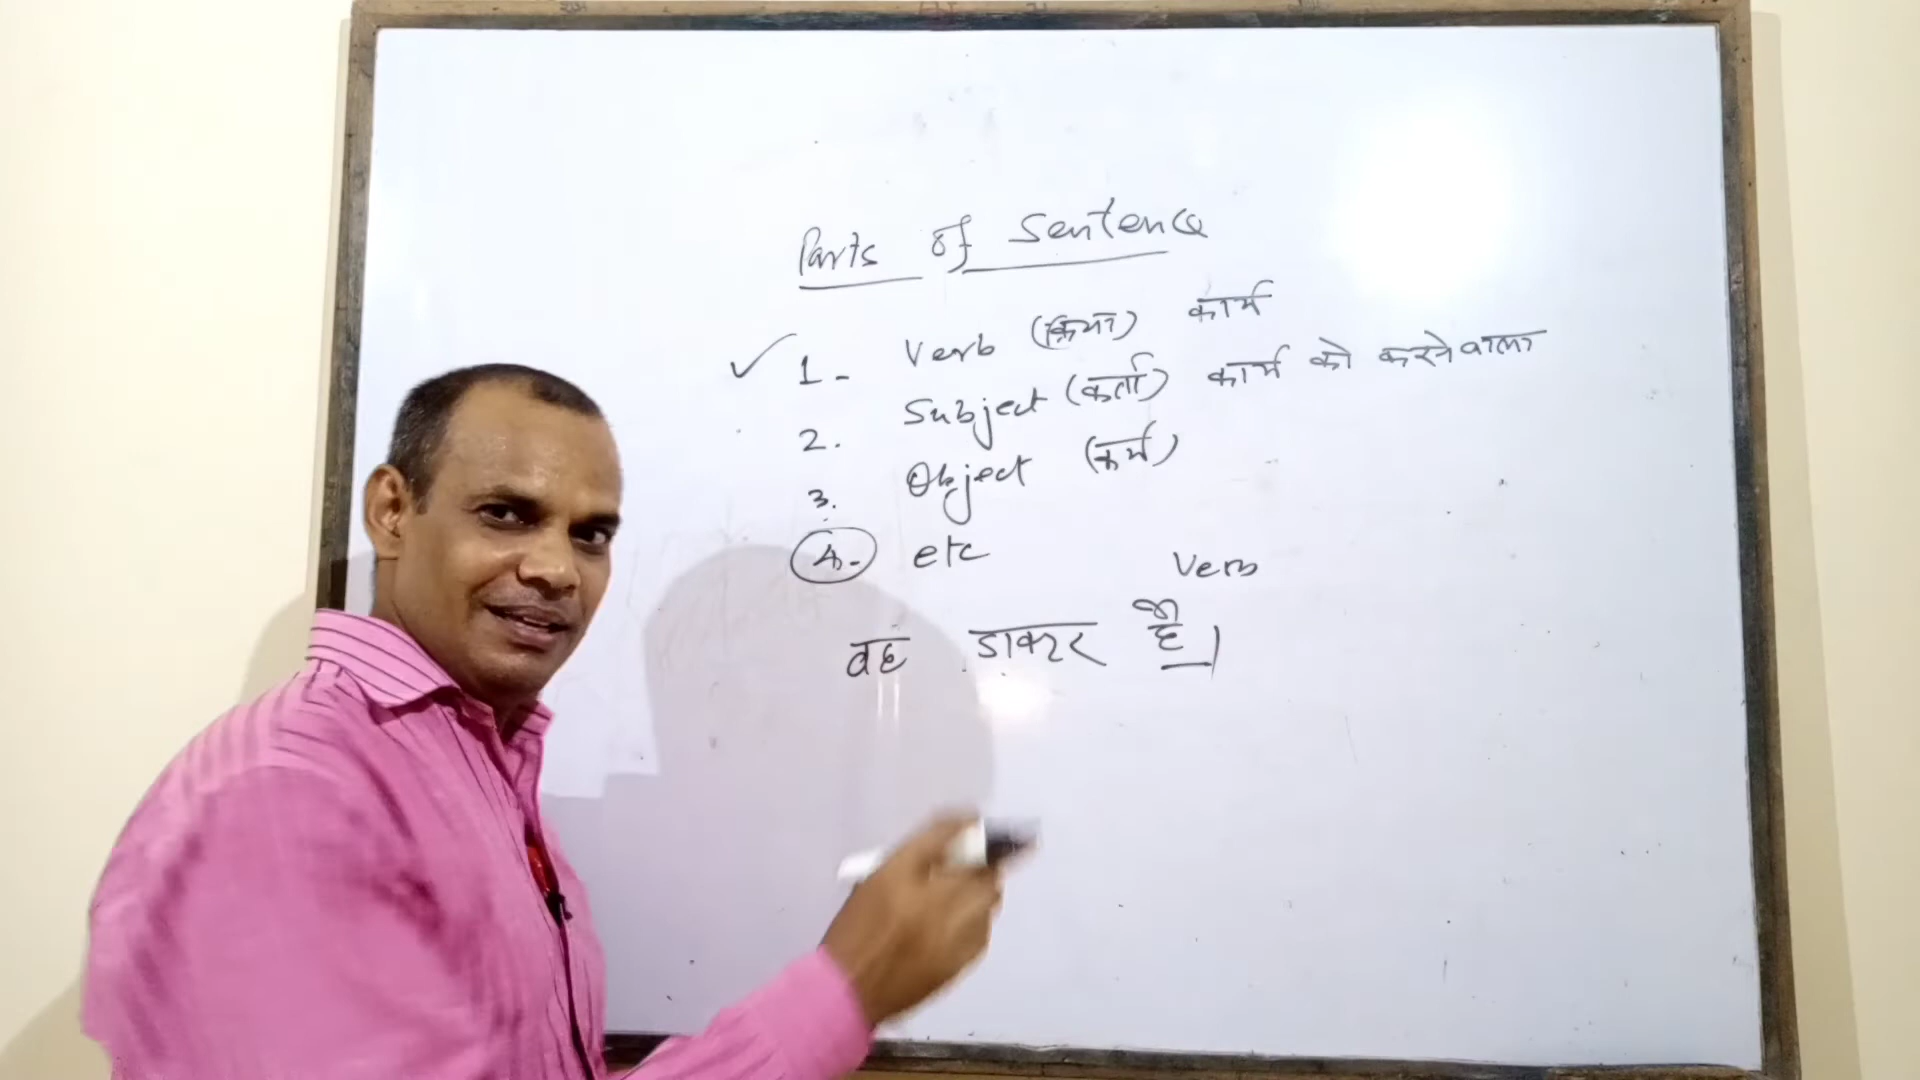 Parts of Sentence
✓ 1- Verb (क्रिया) कार्य
2. Subject (कर्ता) कार्य को करने वाला
3. Object (कर्म)
4. etc
Verb
वह डाक्टर है।